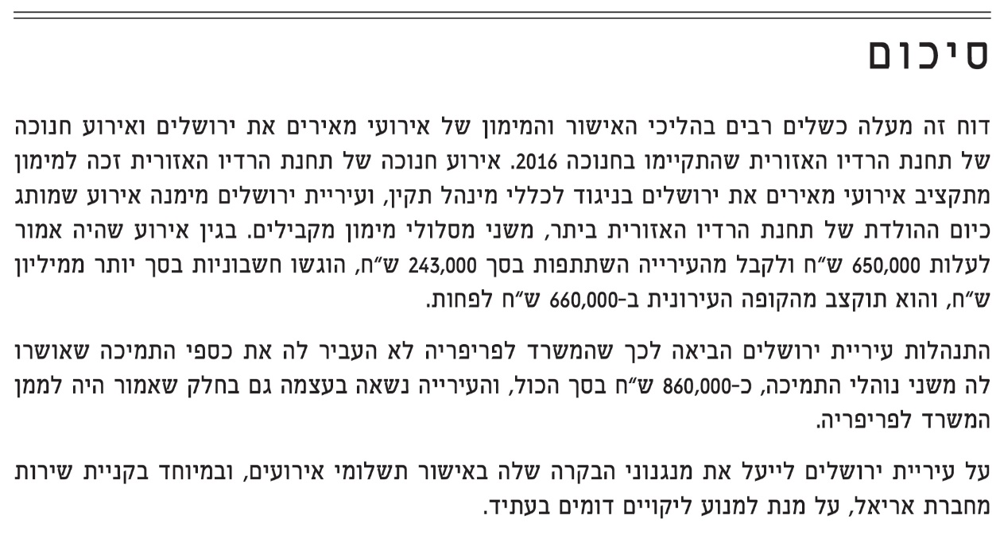 סיכום
דוח זה מעלה כשלים רבים בהליכי האישור והמימון של אירועי מאירים את ירושלים ואירוע חנוכה
של תחנת הרדיו האזורית שהתקיימו בחנוכה 2016. אירוע חנוכה של תחנת הרדיו האזורית זכה למימון
מתקציב אירועי מאירים את ירושלים בניגוד לכללי מינהל תקין, ועיריית ירושלים מימנה אירוע שמותג
כיום ההולדת של תחנת הרדיו האזורית ביתר, משני מסלולי מימון מקבילים. בגין אירוע שהיה אמור
לעלות 650,000 ש״ח ולקבל מהעירייה השתתפות בסך 243,000 ש״ח, הוגשו חשבוניות בסך יותר ממיליון
ש״ח, והוא תוקצב מהקופה העירונית ב-660,000 ש״ח לפחות.
התנהלות עיריית ירושלים הביאה לכך שהמשרד לפריפריה לא העביר לה את כספי התמיכה שאושרו
לה משני נוהלי התמיכה, כ-860,000 ש״ח בסך הכול, והעירייה נשאה בעצמה גם בחלק שאמור היה לממן
המשרד לפריפריה.
על עיריית ירושלים לייעל את מנגנוני הבקרה שלה באישור תשלומי אירועים, ובמיוחד בקניית שירות
מחברת אריאל, על מנת למנוע ליקויים דומים בעתיד.